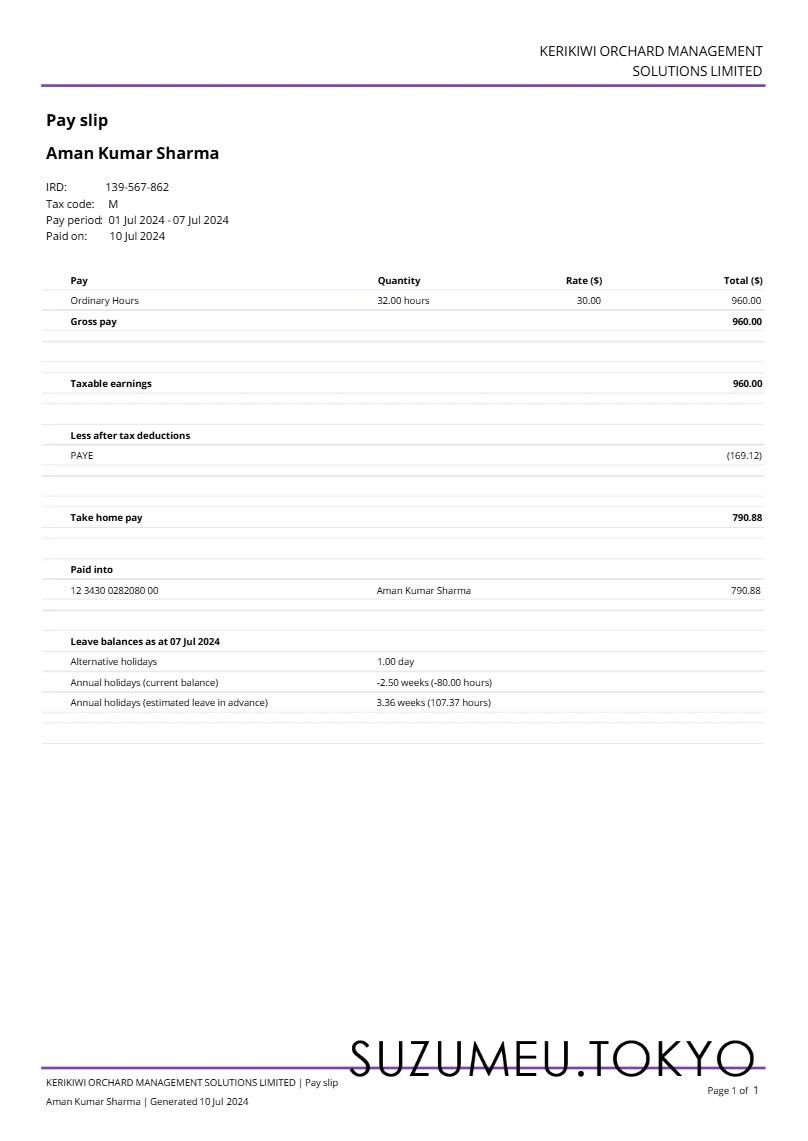 KERIKIWI ORCHARD MANAGEMENT
SOLUTIONS LIMITED
Pay slip
Aman Kumar Sharma
IRD: 139-567-862
Tax code: M
Pay period: 01 Jul 2024 - 07 Jul 2024
Paid on: 10 Jul 2024
Pay Quantity Rate ($) Total ($)
Ordinary Hours 32.00 hours 30.00 960.00
Gross pay 960.00
Taxable earnings 960.00
Less after tax deductions
PAYE (169.12)
Take home pay 790.88
Paid into
12 3430 0282080 00 Aman Kumar Sharma 790.88
Leave balances as at 07 Jul 2024
Alternative holidays 1.00 day
Annual holidays (current balance) -2.50 weeks (-80.00 hours)
Annual holidays (estimated leave in advance) 3.36 weeks (107.37 hours)
SUZUMEU.TOKYO
KERIKIWI ORCHARD MANAGEMENT SOLUTIONS LIMITED | Pay slip
Page 1 of 1
Aman Kumar Sharma | Generated 10 Jul 2024